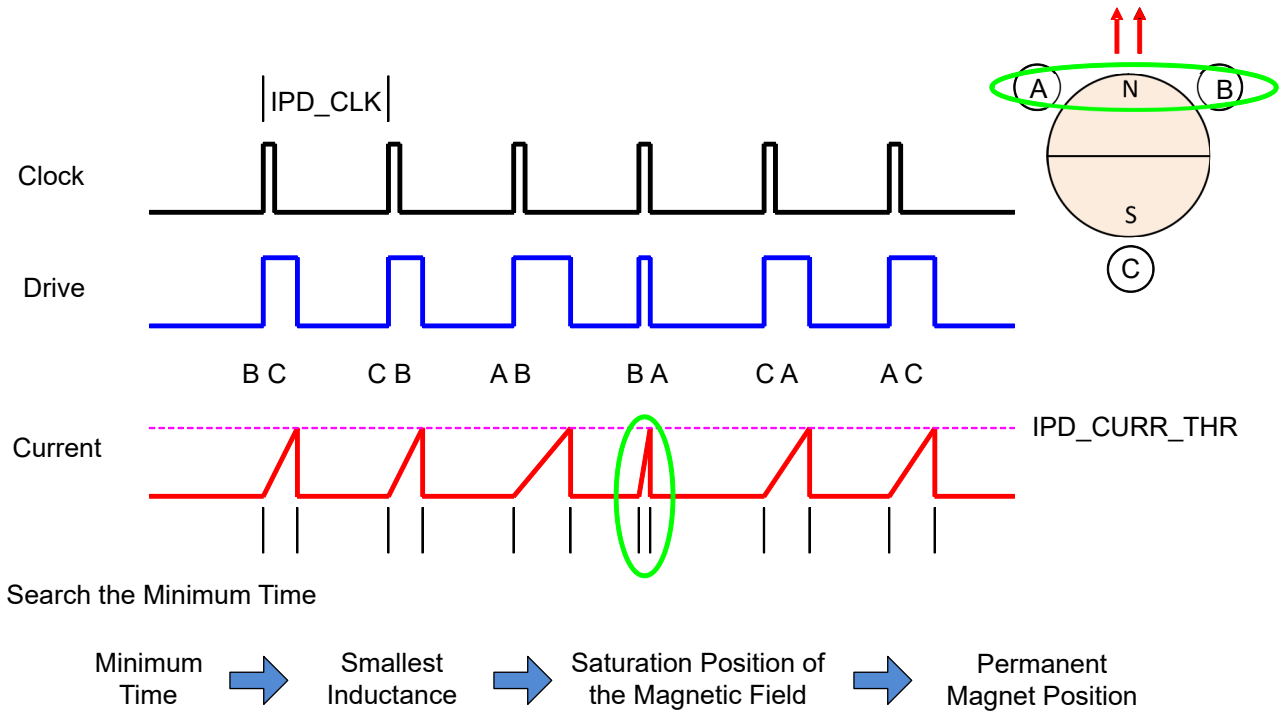 IPD_CLK
A
N
B
Clock
S
C
Drive
B C
C B
A B
B A
C A
A C
IPD_CURR_THR
Current
Search the Minimum Time
Minimum
Time
Smallest
Inductance
Saturation Position of
the Magnetic Field
Permanent
Magnet Position